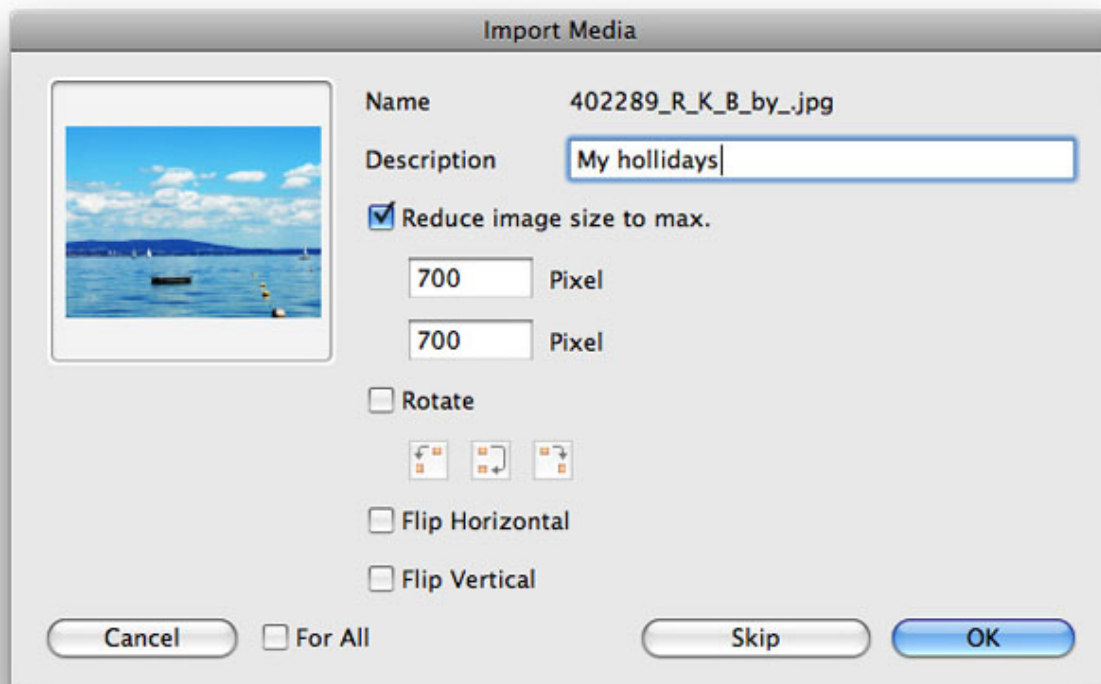 Import Media
Name 402289_R_K_B_by_.jpg
Description My hollidays
Reduce image size to max.
700 Pixel
700 Pixel
Rotate
Flip Horizontal
Flip Vertical
Cancel For All Skip OK